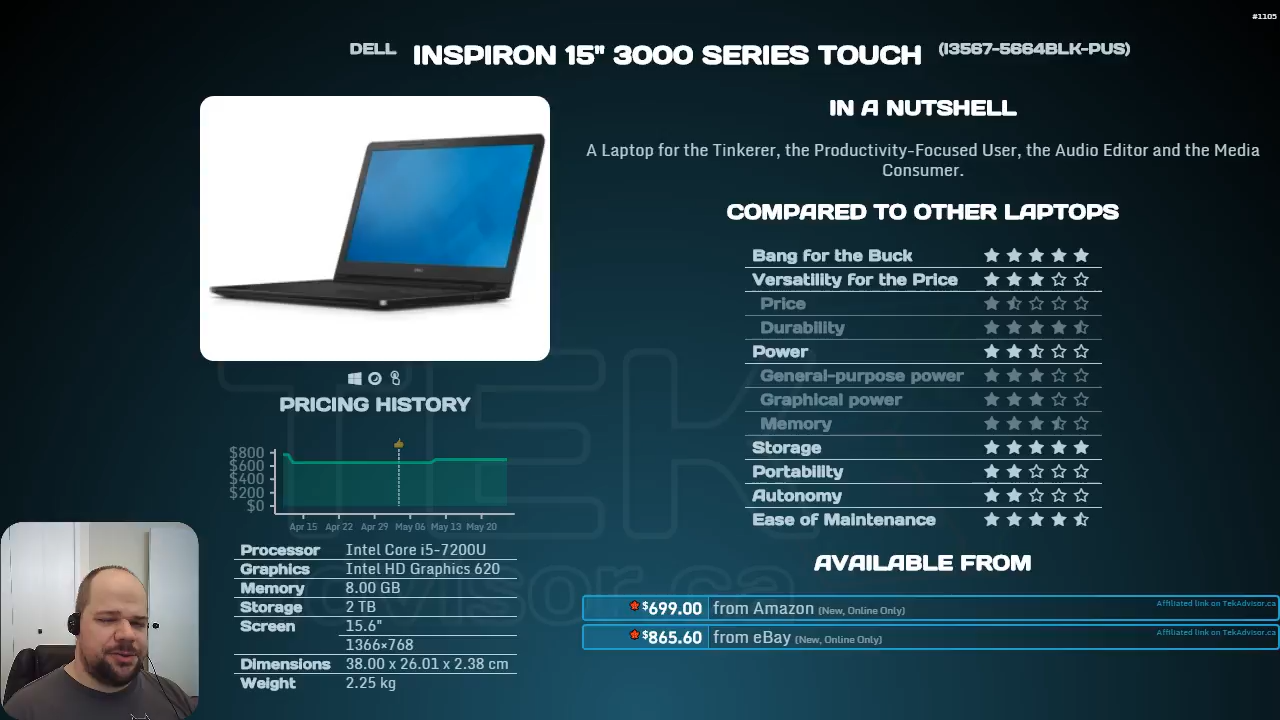 #1105
DELL INSPIRON 15" 3000 SERIES TOUCH (I3567-5664BLK-PUS)
IN A NUTSHELL
A Laptop for the Tinkerer, the Productivity-Focused User, the Audio Editor and the Media
Consumer.
COMPARED TO OTHER LAPTOPS
Bang for the Buck
Versatility for the Price
Price
Durability
Power
General-purpose power
Graphical power
Memory
Storage
Portability
Autonomy
Ease of Maintenance
PRICING HISTORY
$800
$600
$400
$200
$0
Apr 15 Apr 22 Apr 29 May 06 May 13 May 20
Processor Intel Core i5-7200U
Graphics Intel HD Graphics 620
Memory 8.00 GB
Storage 2 TB
Screen 15.6"
1366×768
Dimensions 38.00 x 26.01 x 2.38 cm
Weight 2.25 kg
AVAILABLE FROM
$699.00 from Amazon (New, Online Only) Affiliated link on TekAdvisor.ca
$865.60 from eBay (New, Online Only) Affiliated link on TekAdvisor.ca
TEK
dvisor.ca